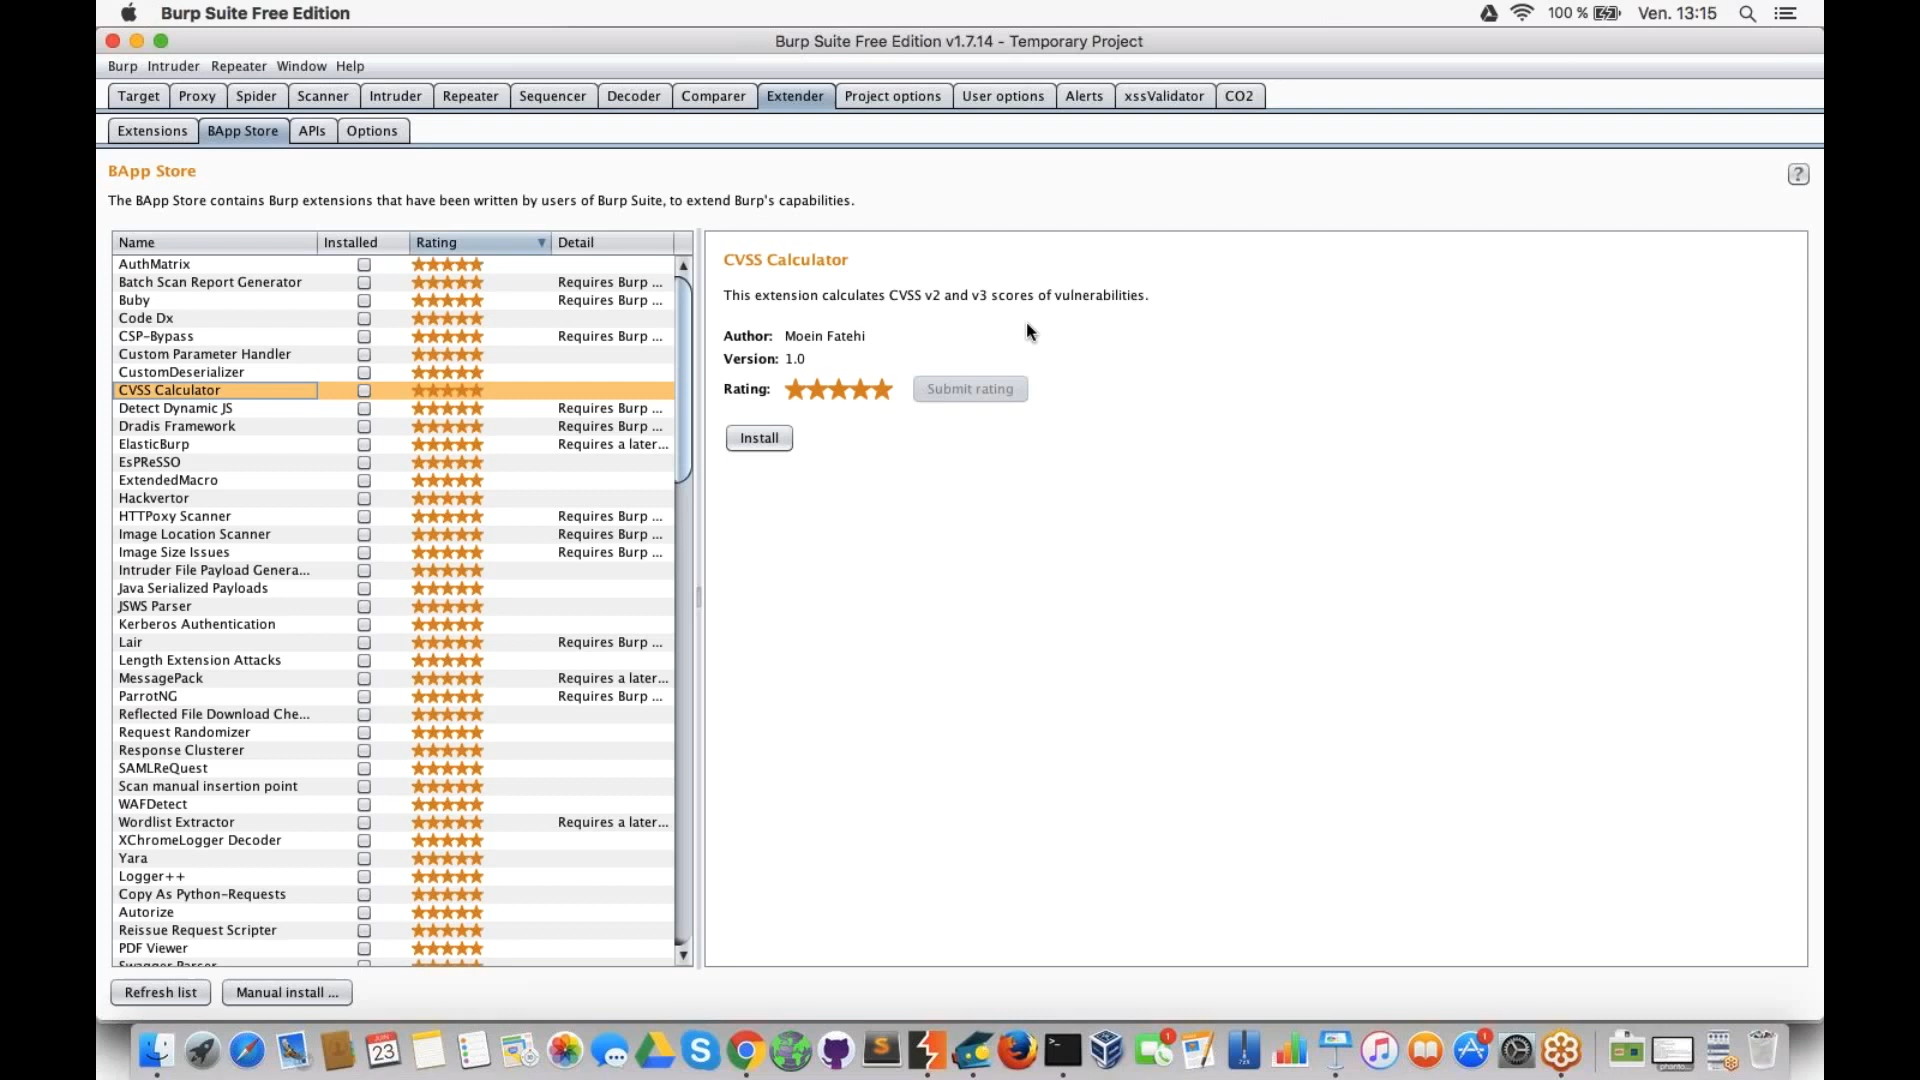 Burp Suite Free Edition
100 % Ven. 13:15
Burp Suite Free Edition v1.7.14 - Temporary Project
Burp Intruder Repeater Window Help
Target Proxy Spider Scanner Intruder Repeater Sequencer Decoder Comparer Extender Project options User options Alerts xssValidator CO2
Extensions BApp Store APIs Options
BApp Store
?
The BApp Store contains Burp extensions that have been written by users of Burp Suite, to extend Burp's capabilities.
Name Installed Rating Detail
AuthMatrix
Batch Scan Report Generator Requires Burp ...
Buby Requires Burp ...
Code Dx
CSP-Bypass Requires Burp ...
Custom Parameter Handler
CustomDeserializer
CVSS Calculator
Detect Dynamic JS Requires Burp ...
Dradis Framework Requires Burp ...
ElasticBurp Requires a later...
EsPReSSO
ExtendedMacro
Hackvertor
HTTPoxy Scanner Requires Burp ...
Image Location Scanner Requires Burp ...
Image Size Issues Requires Burp ...
Intruder File Payload Genera...
Java Serialized Payloads
JSWS Parser
Kerberos Authentication
Lair Requires Burp ...
Length Extension Attacks
MessagePack Requires a later...
ParrotNG Requires Burp ...
Reflected File Download Che...
Request Randomizer
Response Clusterer
SAMLReQuest
Scan manual insertion point
WAFDetect
Wordlist Extractor Requires a later...
XChromeLogger Decoder
Yara
Logger++
Copy As Python-Requests
Autorize
Reissue Request Scripter
PDF Viewer
Swagger Parser
CVSS Calculator
This extension calculates CVSS v2 and v3 scores of vulnerabilities.
Author: Moein Fatehi
Version: 1.0
Rating: Submit rating
Install
Refresh list Manual install ...
23